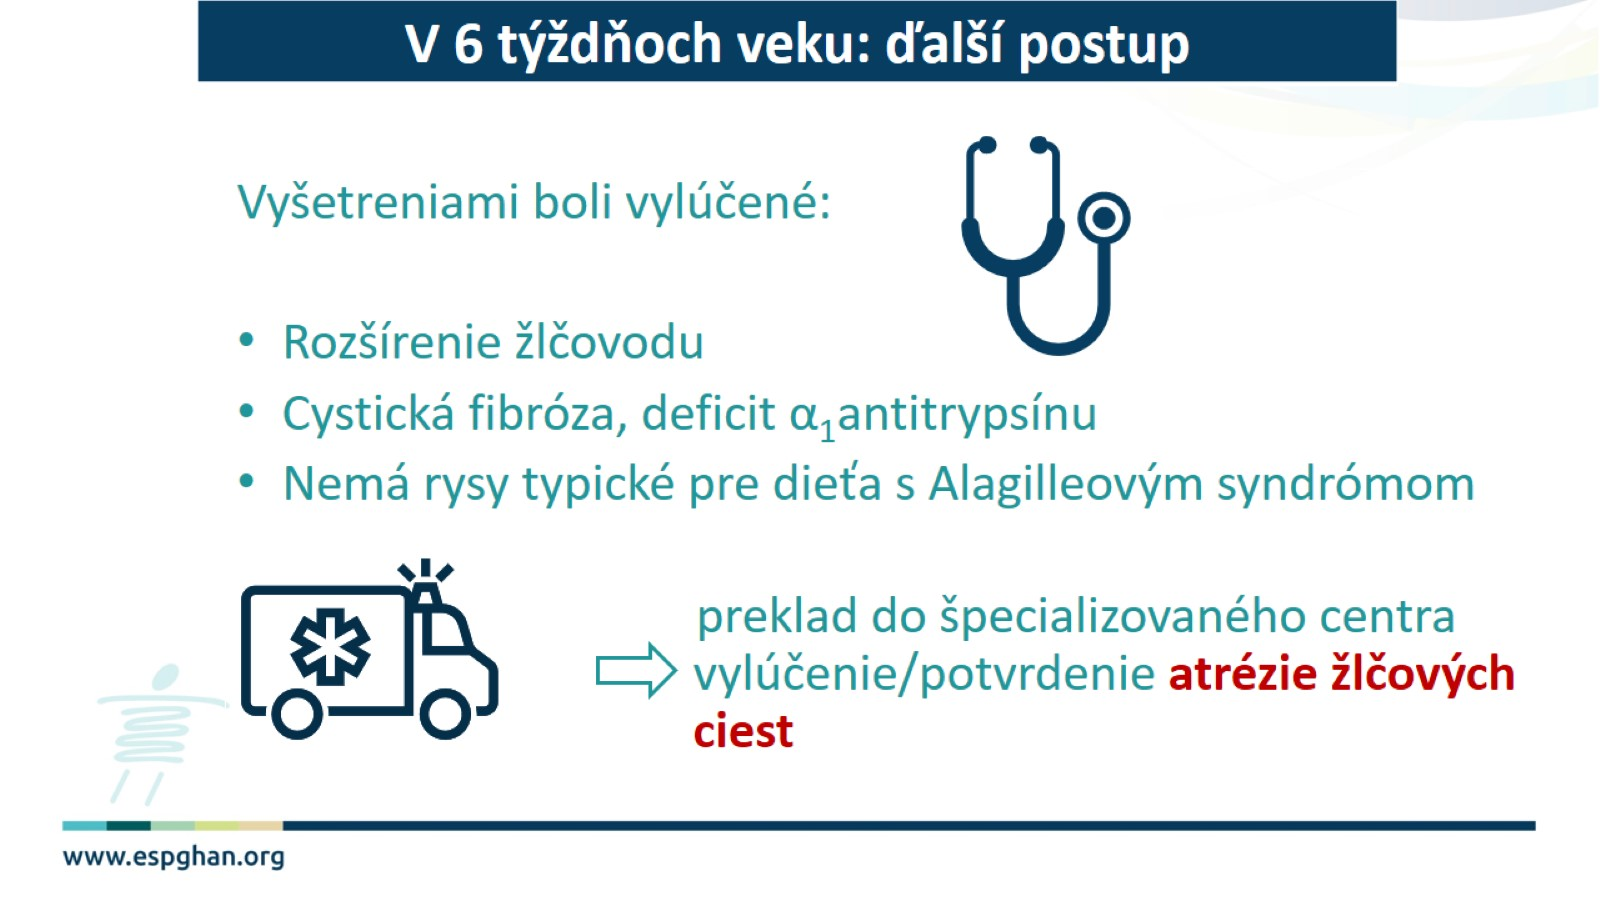 V 6 týždňoch veku: ďalší postup
Vyšetreniami boli vylúčené:
• Rozšírenie žlčovodu
• Cystická fibróza, deficit α₁antitrypsínu
• Nemá rysy typické pre dieťa s Alagilleovým syndrómom
preklad do špecializovaného centra
vylúčenie/potvrdenie atrézie žlčových
ciest
www.espghan.org